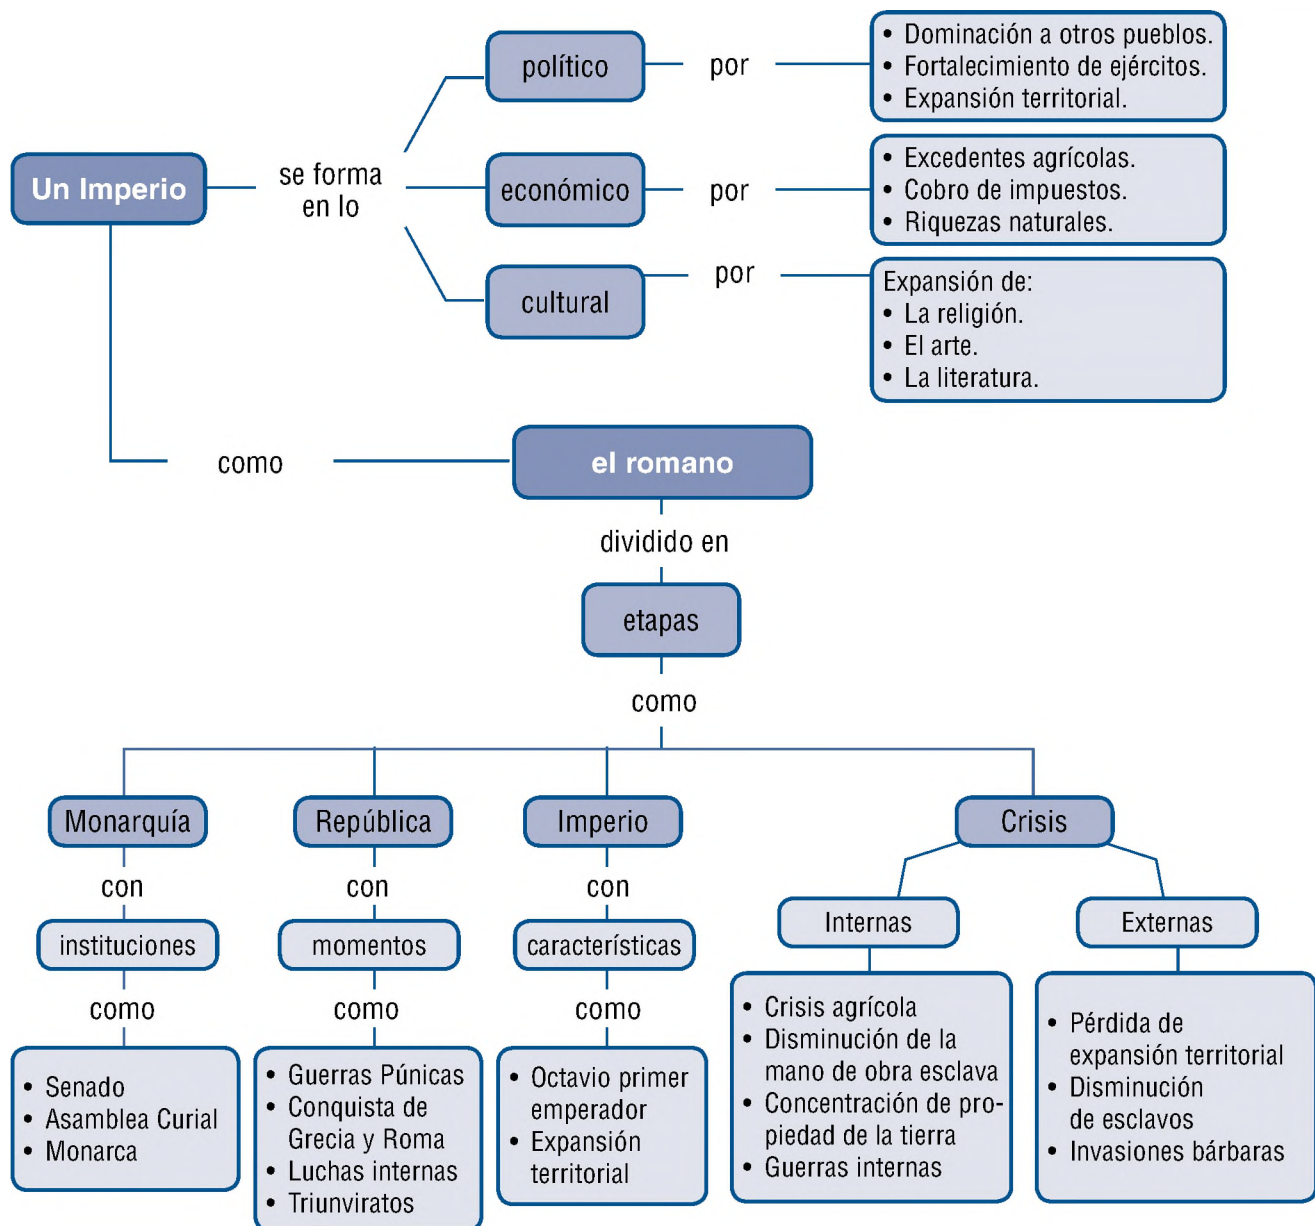 Un Imperio
se forma
en lo
político
por
• Dominación a otros pueblos.
• Fortalecimiento de ejércitos.
• Expansión territorial.
económico
por
• Excedentes agrícolas.
• Cobro de impuestos.
• Riquezas naturales.
cultural
por
Expansión de:
• La religión.
• El arte.
• La literatura.
como
el romano
dividido en
etapas
como
Monarquía
con
instituciones
como
• Senado
• Asamblea Curial
• Monarca
República
con
momentos
como
• Guerras Púnicas
• Conquista de
Grecia y Roma
• Luchas internas
• Triunviratos
Imperio
con
características
como
• Octavio primer
emperador
• Expansión
territorial
Crisis
Internas
• Crisis agrícola
• Disminución de la
mano de obra esclava
• Concentración de pro-
piedad de la tierra
• Guerras internas
Externas
• Pérdida de
expansión territorial
• Disminución
de esclavos
• Invasiones bárbaras